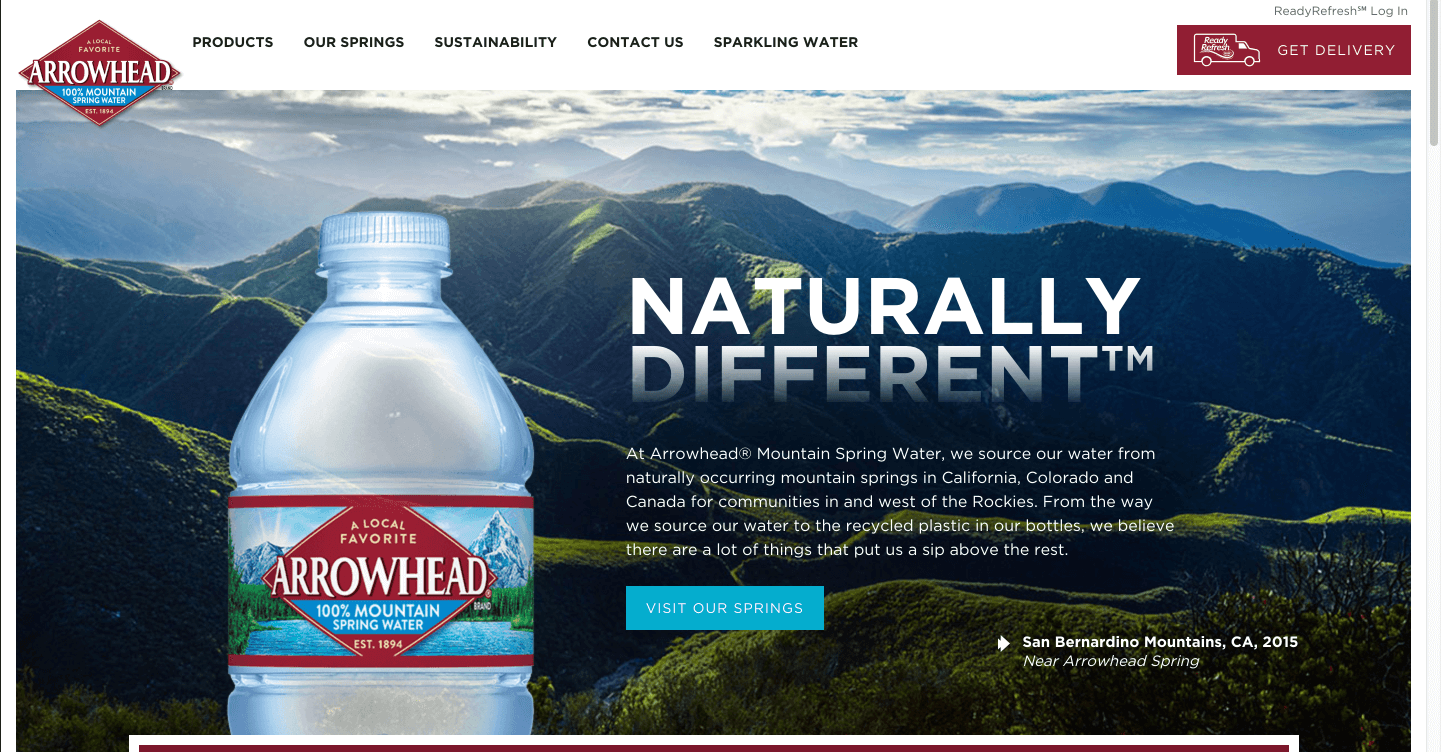 ReadyRefresh℠ Log In
A LOCAL
FAVORITE
ARROWHEAD
BRAND
100% MOUNTAIN
SPRING WATER
EST. 1894
PRODUCTS OUR SPRINGS SUSTAINABILITY CONTACT US SPARKLING WATER
Ready
Refresh
GET DELIVERY
NATURALLY
DIFFERENT™
At Arrowhead® Mountain Spring Water, we source our water from
naturally occurring mountain springs in California, Colorado and
Canada for communities in and west of the Rockies. From the way
we source our water to the recycled plastic in our bottles, we believe
there are a lot of things that put us a sip above the rest.
VISIT OUR SPRINGS
San Bernardino Mountains, CA, 2015
Near Arrowhead Spring
A LOCAL
FAVORITE
ARROWHEAD®
BRAND
100% MOUNTAIN
SPRING WATER
EST. 1894